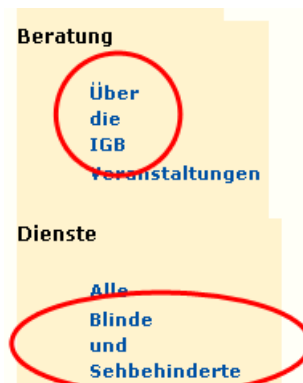 Beratung
Über
die
IGB
Veranstaltungen
Dienste
Alle
Blinde
und
Sehbehinderte